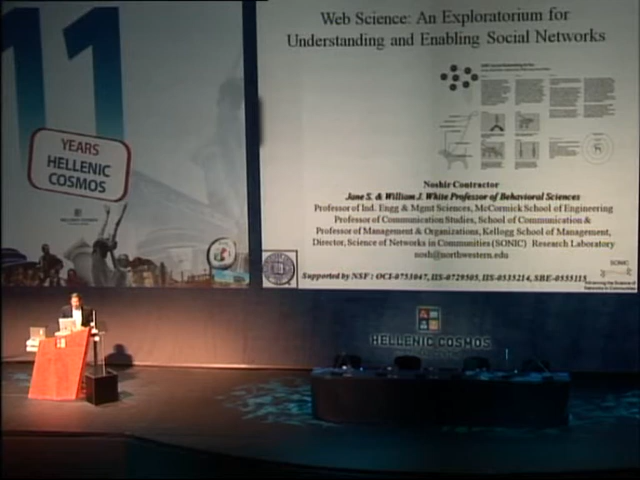 11
YEARS
HELLENIC
COSMOS
Web Science: An Exploratorium for
Understanding and Enabling Social Networks
Noshir Contractor
Jane S. & William J. White Professor of Behavioral Sciences
Professor of Ind. Engg & Mgmt Sciences, McCormick School of Engineering
Professor of Communication Studies, School of Communication &
Professor of Management & Organizations, Kellogg School of Management,
Director, Science of Networks in Communities (SONIC) Research Laboratory
nosh@northwestern.edu
Supported by NSF: OCI-0753047, IIS-0729505, IIS-0535214, SBE-0555115
SONIC
HELLENIC COSMOS